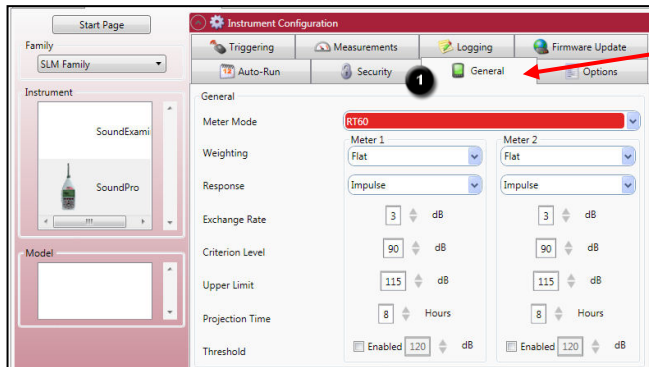 Start Page
Instrument Configuration
Family
SLM Family
Triggering Measurements Logging Firmware Update
Auto-Run Security 1 General Options
Instrument
SoundExami
SoundPro
Model
General
Meter Mode RT60
Meter 1 Meter 2
Weighting Flat Flat
Response Impulse Impulse
Exchange Rate 3 dB 3 dB
Criterion Level 90 dB 90 dB
Upper Limit 115 dB 115 dB
Projection Time 8 Hours 8 Hours
Threshold Enabled 120 dB Enabled 120 dB